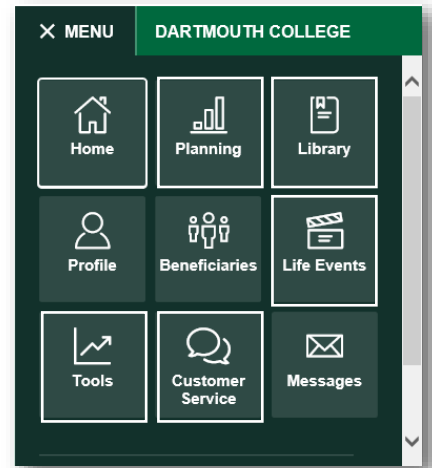 MENU
DARTMOUTH COLLEGE
Home
Planning
Library
Profile
Beneficiaries
Life Events
Tools
Customer
Service
Messages